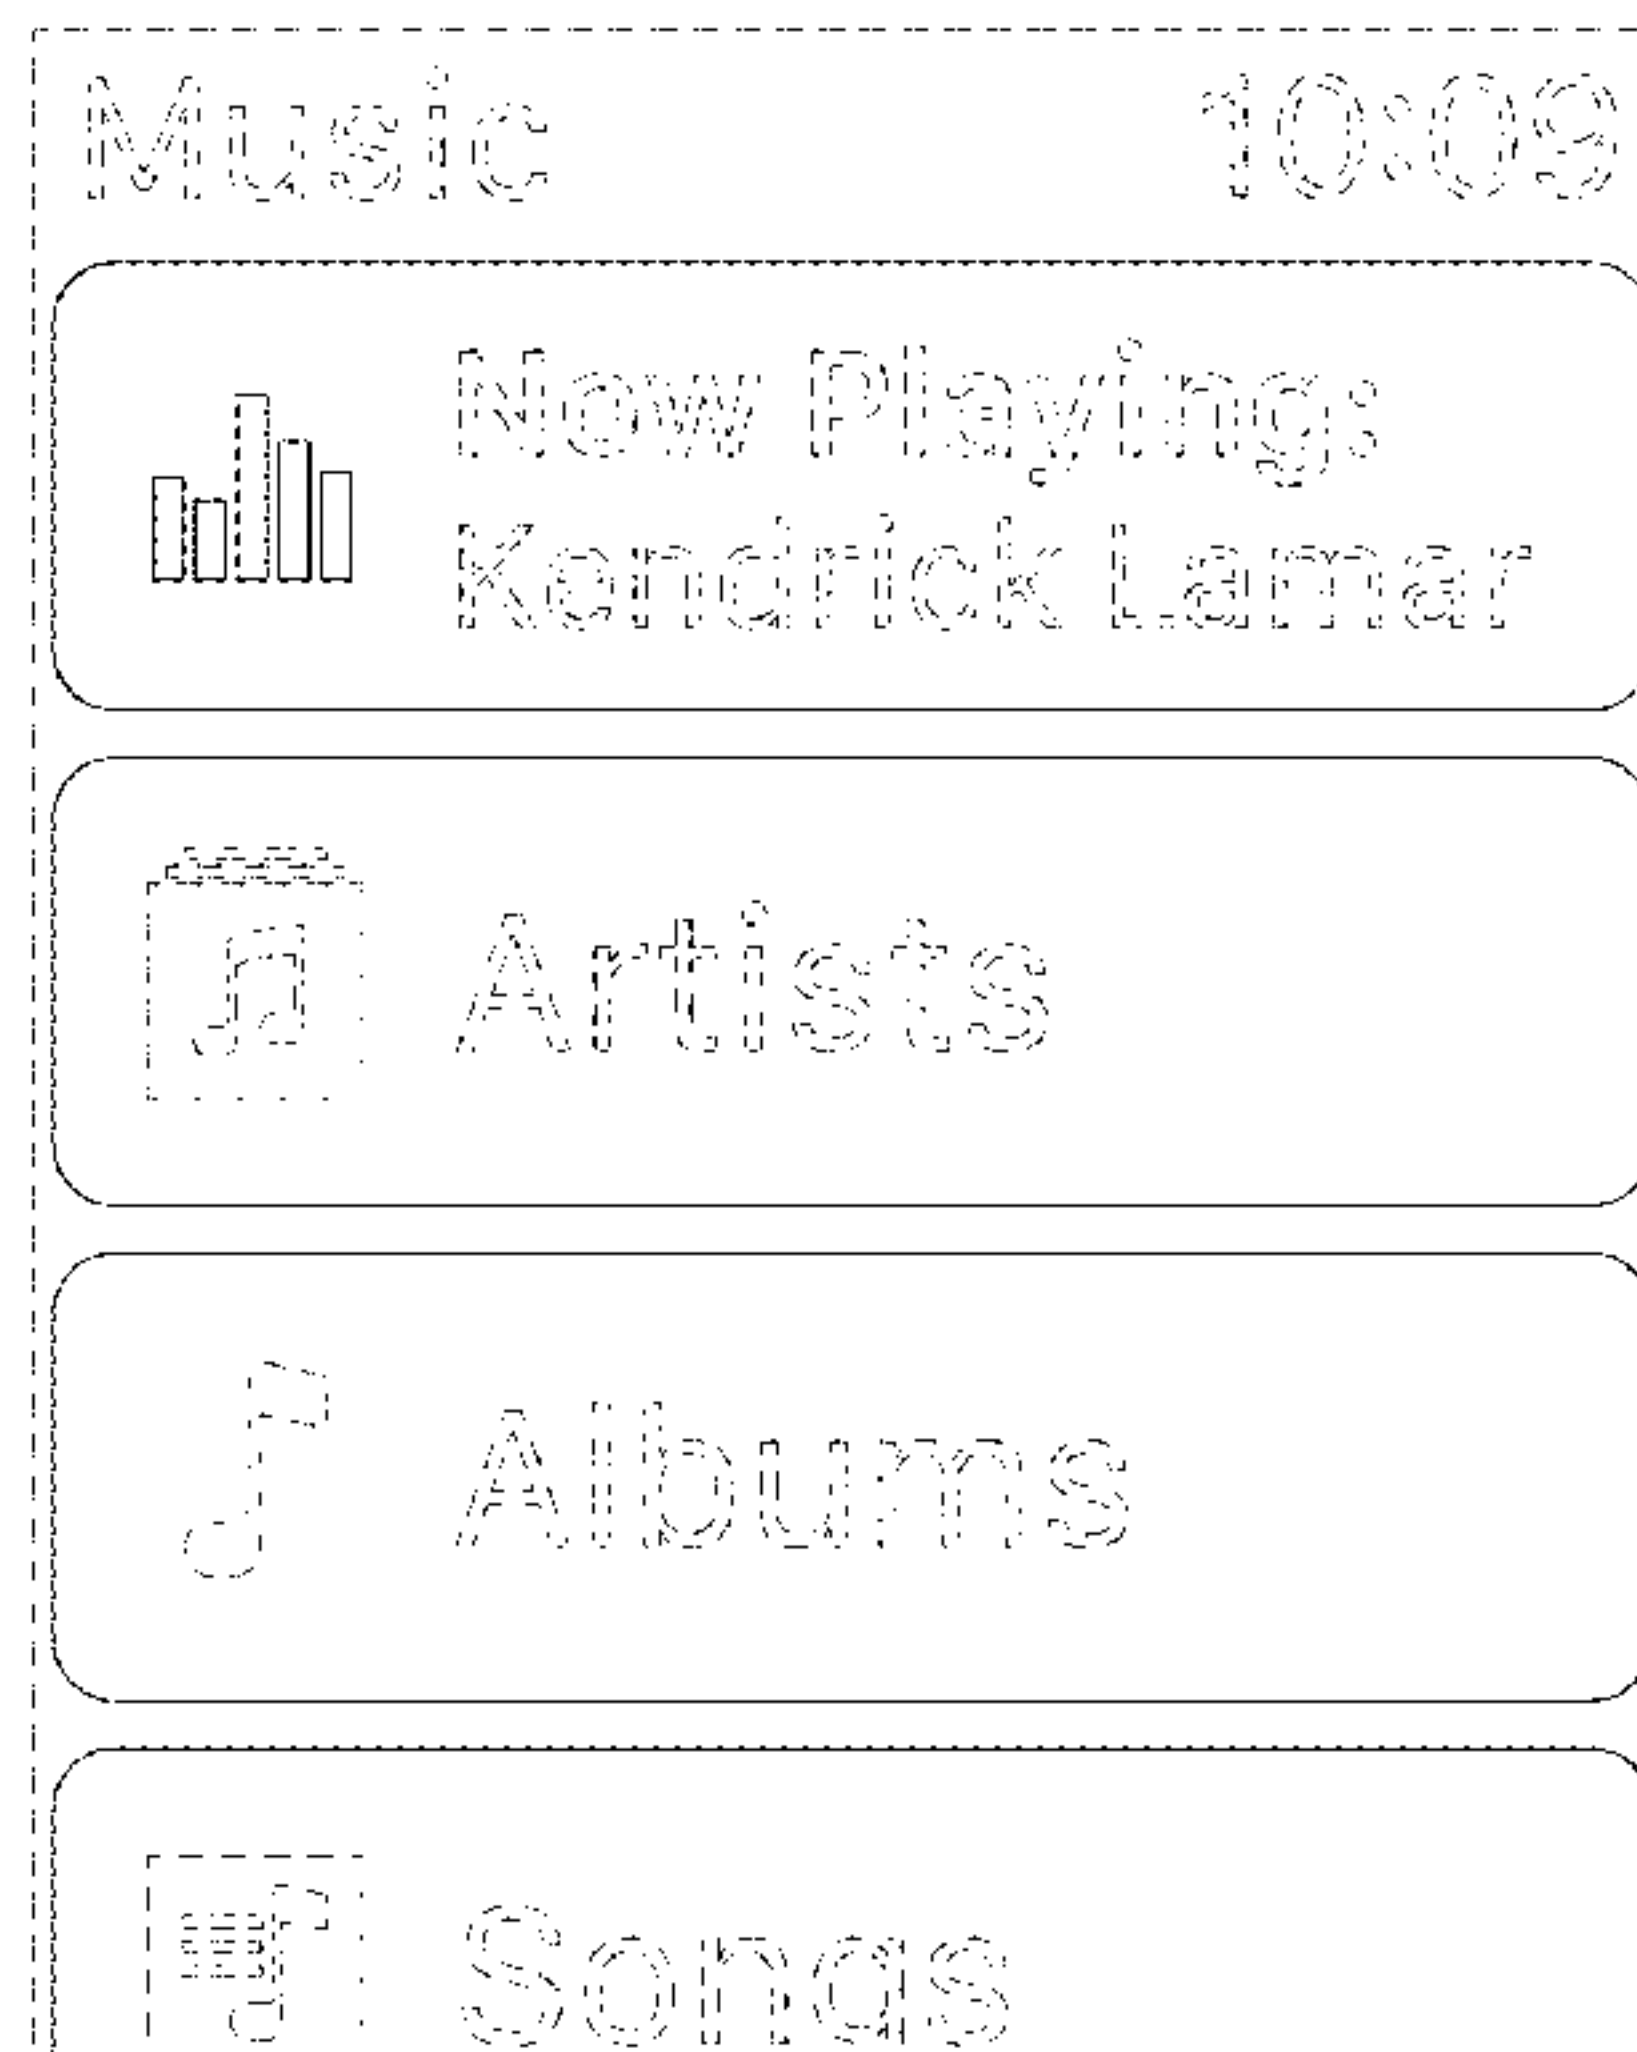 Music 10:09
Now Playing:
Kendrick Lamar
Artists
Albums
Songs